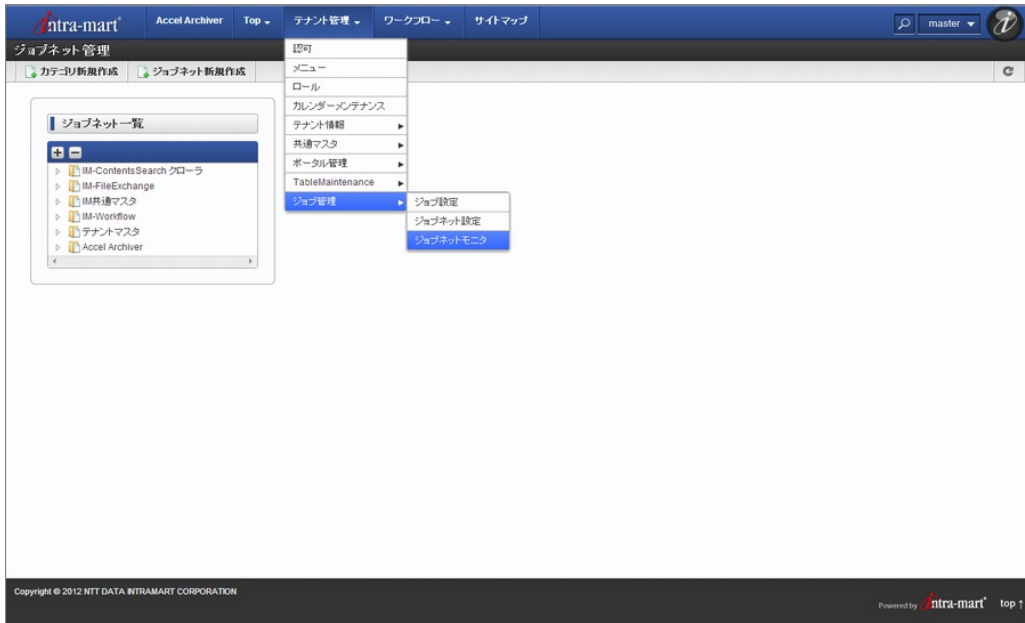 intra-mart® Accel Archiver Top テナント管理 ワークフロー サイトマップ master
ジョブネット管理
カテゴリ新規作成 ジョブネット新規作成
認可
メニュー
ロール
カレンダーメンテナンス
テナント情報
共通マスタ
ポータル管理
TableMaintenance
ジョブ管理
ジョブ設定
ジョブネット設定
ジョブネットモニタ
ジョブネット一覧
IM-ContentsSearch クローラ
IM-FileExchange
IM共通マスタ
IM-Workflow
テナントマスタ
Accel Archiver
Copyright © 2012 NTT DATA INTRAMART CORPORATION
Powered by intra-mart® top ↑